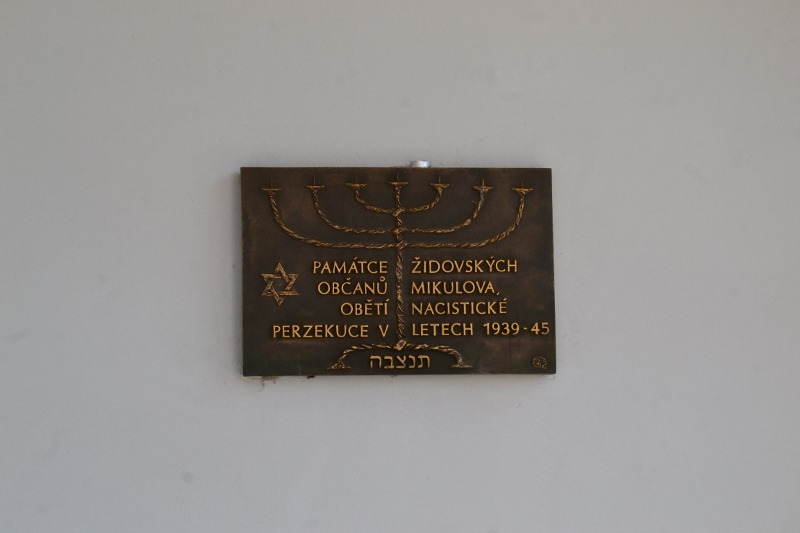 PAMÁTCE ŽIDOVSKÝCH
OBČANŮ MIKULOVA,
OBĚTÍ NACISTICKÉ
PERZEKUCE V LETECH 1939-45
תנצבה